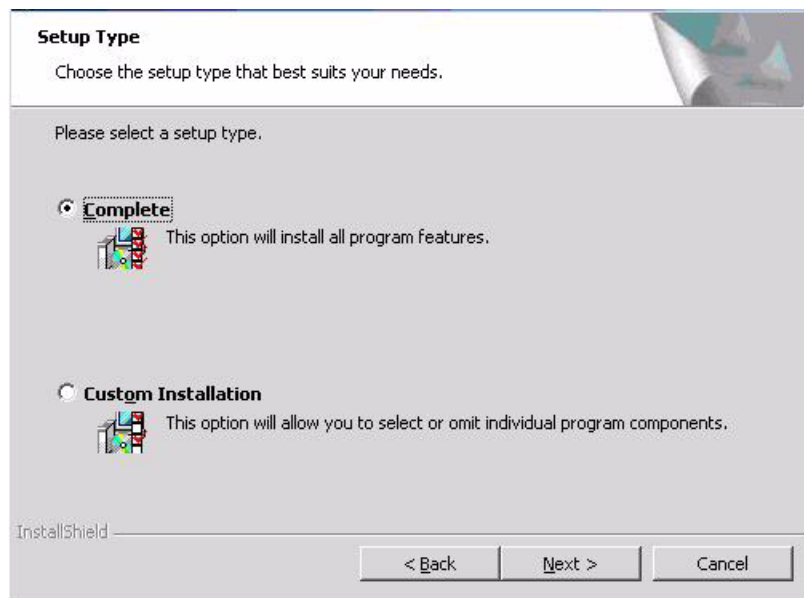 Setup Type
Choose the setup type that best suits your needs.
Please select a setup type.
Complete
This option will install all program features.
Custom Installation
This option will allow you to select or omit individual program components.
InstallShield
< Back
Next >
Cancel